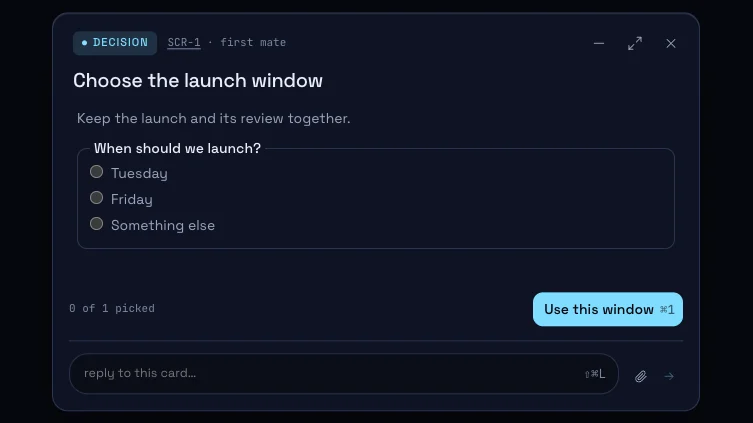 DECISION SCR-1 · first mate
Choose the launch window
Keep the launch and its review together.
When should we launch?
Tuesday
Friday
Something else
0 of 1 picked
Use this window ⌘1
reply to this card… ⇧⌘L